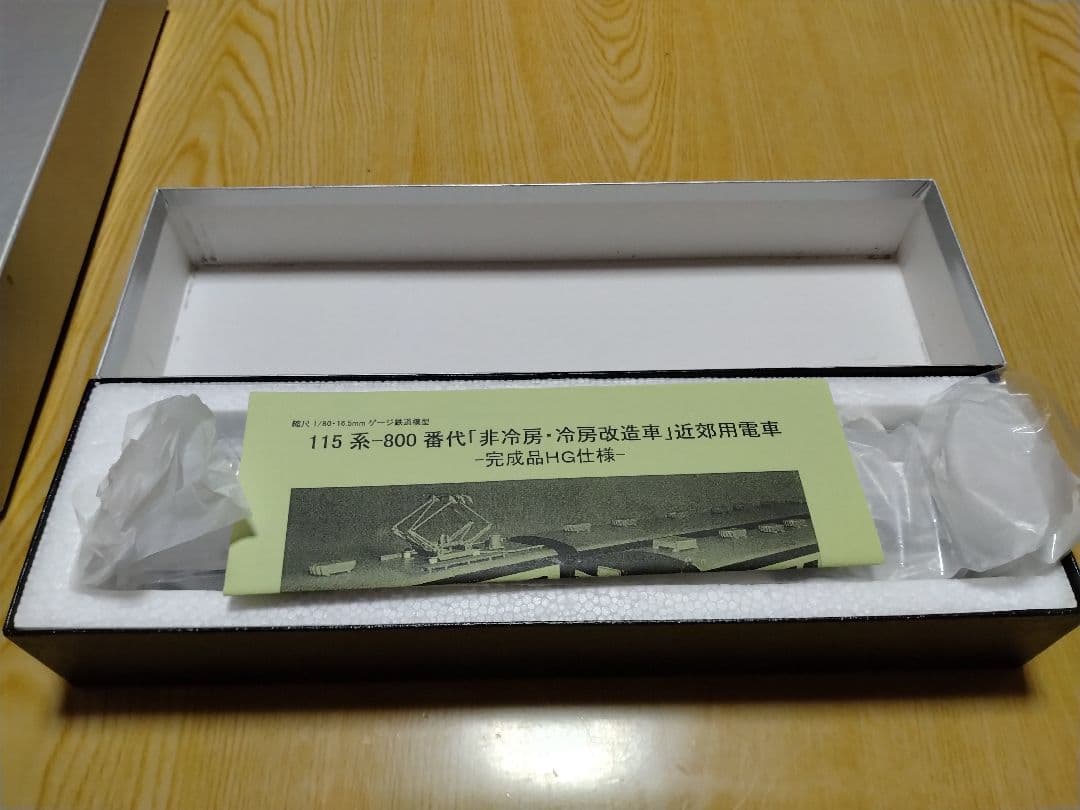 縮尺 1/80・16.5mm ゲージ鉄道模型
115 系-800 番代「非冷房・冷房改造車」近郊用電車
-完成品HG仕様-